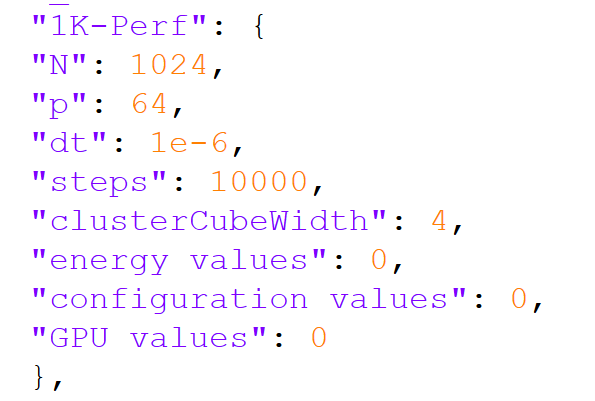 "1K-Perf": {
"N": 1024,
"p": 64,
"dt": 1e-6,
"steps": 10000,
"clusterCubeWidth": 4,
"energy values": 0,
"configuration values": 0,
"GPU values": 0
},